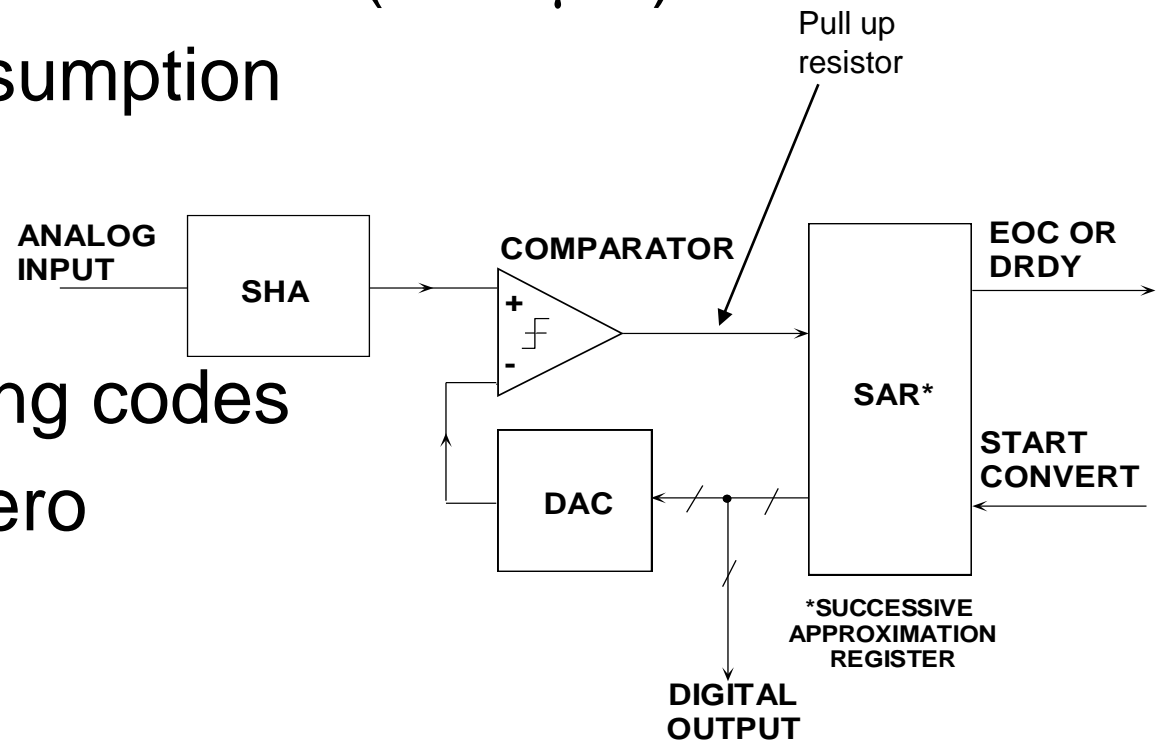 Pull up
resistor
sumption
ANALOG
INPUT
SHA
COMPARATOR
+
-
EOC OR
DRDY
SAR*
ng codes
START
CONVERT
DAC
ero
*SUCCESSIVE
APPROXIMATION
REGISTER
DIGITAL
OUTPUT